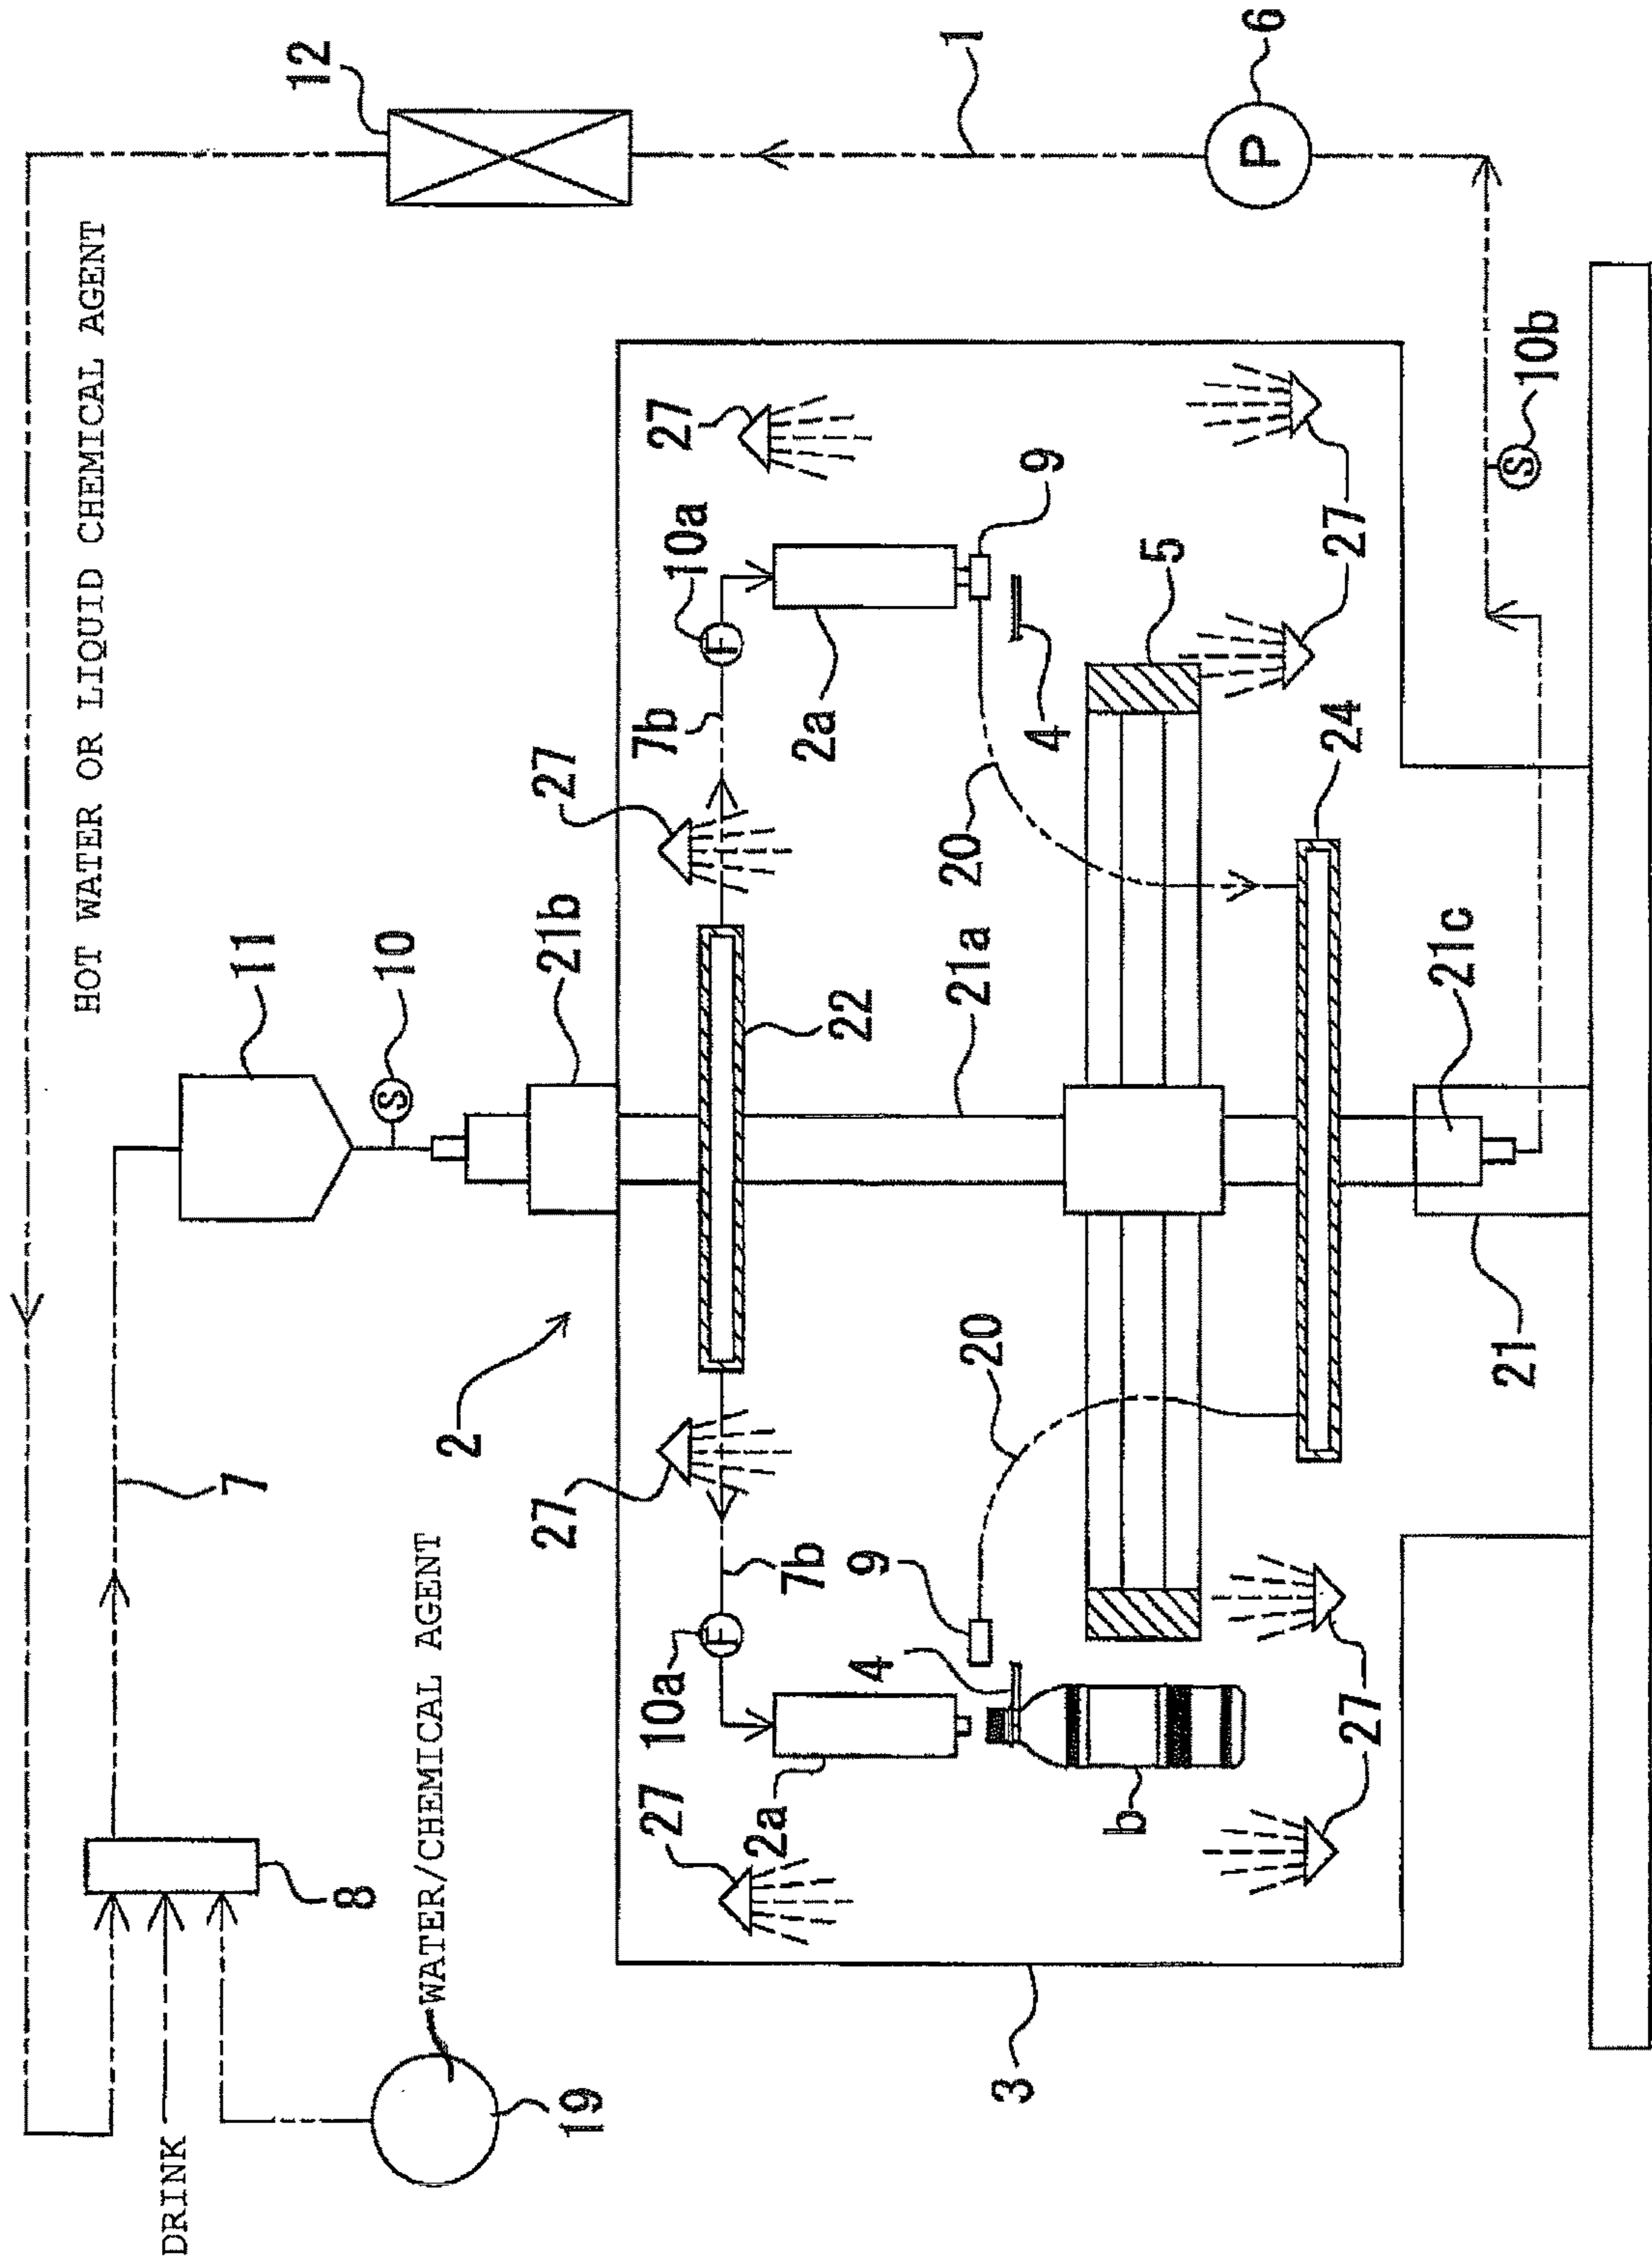 HOT WATER OR LIQUID CHEMICAL AGENT
DRINK
7
11
12
8
S
10
WATER/CHEMICAL AGENT
2
19
27
21b
27
27
10a
7b
10a
27
F
F
2a
7b
2a
4
9
22
20
21a
20
1
3
4
9
b
5
P
6
27
24
27
21c
21
S
10b